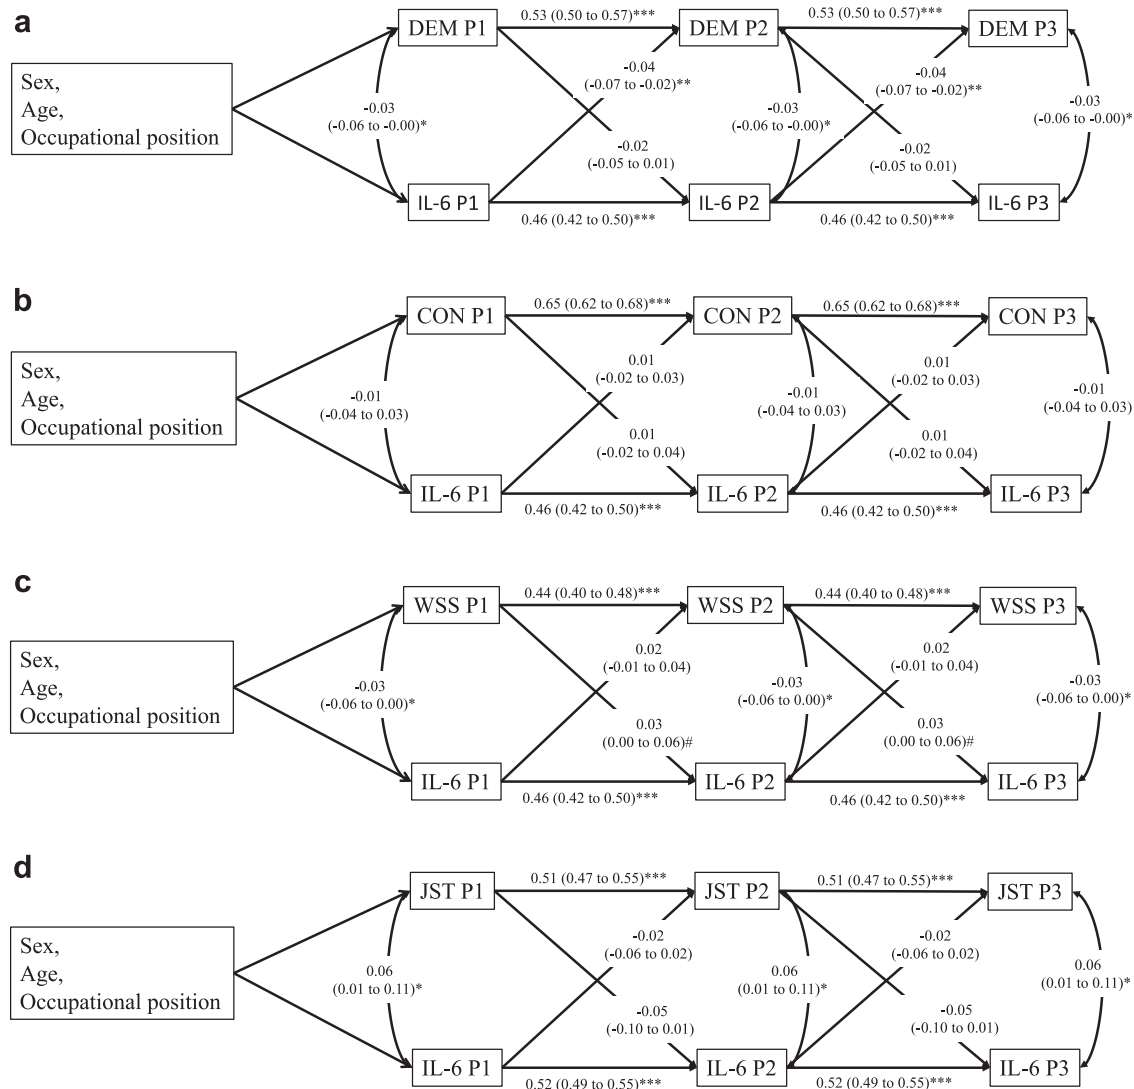 a
DEM P1
0.53 (0.50 to 0.57)***
DEM P2
0.53 (0.50 to 0.57)***
DEM P3
Sex,
Age,
Occupational position
-0.03
(-0.06 to -0.00)*
-0.04
(-0.07 to -0.02)**
-0.03
(-0.06 to -0.00)*
-0.04
(-0.07 to -0.02)**
-0.03
(-0.06 to -0.00)*
-0.02
(-0.05 to 0.01)
-0.02
(-0.05 to 0.01)
IL-6 P1
0.46 (0.42 to 0.50)***
IL-6 P2
0.46 (0.42 to 0.50)***
IL-6 P3
b
CON P1
0.65 (0.62 to 0.68)***
CON P2
0.65 (0.62 to 0.68)***
CON P3
Sex,
Age,
Occupational position
-0.01
(-0.04 to 0.03)
0.01
(-0.02 to 0.03)
-0.01
(-0.04 to 0.03)
0.01
(-0.02 to 0.03)
-0.01
(-0.04 to 0.03)
0.01
(-0.02 to 0.04)
0.01
(-0.02 to 0.04)
IL-6 P1
0.46 (0.42 to 0.50)***
IL-6 P2
0.46 (0.42 to 0.50)***
IL-6 P3
c
WSS P1
0.44 (0.40 to 0.48)***
WSS P2
0.44 (0.40 to 0.48)***
WSS P3
Sex,
Age,
Occupational position
-0.03
(-0.06 to 0.00)*
0.02
(-0.01 to 0.04)
-0.03
(-0.06 to 0.00)*
0.02
(-0.01 to 0.04)
-0.03
(-0.06 to 0.00)*
0.03
(0.00 to 0.06)#
0.03
(0.00 to 0.06)#
IL-6 P1
0.46 (0.42 to 0.50)***
IL-6 P2
0.46 (0.42 to 0.50)***
IL-6 P3
d
JST P1
0.51 (0.47 to 0.55)***
JST P2
0.51 (0.47 to 0.55)***
JST P3
Sex,
Age,
Occupational position
0.06
(0.01 to 0.11)*
-0.02
(-0.06 to 0.02)
0.06
(0.01 to 0.11)*
-0.02
(-0.06 to 0.02)
0.06
(0.01 to 0.11)*
-0.05
(-0.10 to 0.01)
-0.05
(-0.10 to 0.01)
IL-6 P1
0.52 (0.49 to 0.55)***
IL-6 P2
0.52 (0.49 to 0.55)***
IL-6 P3